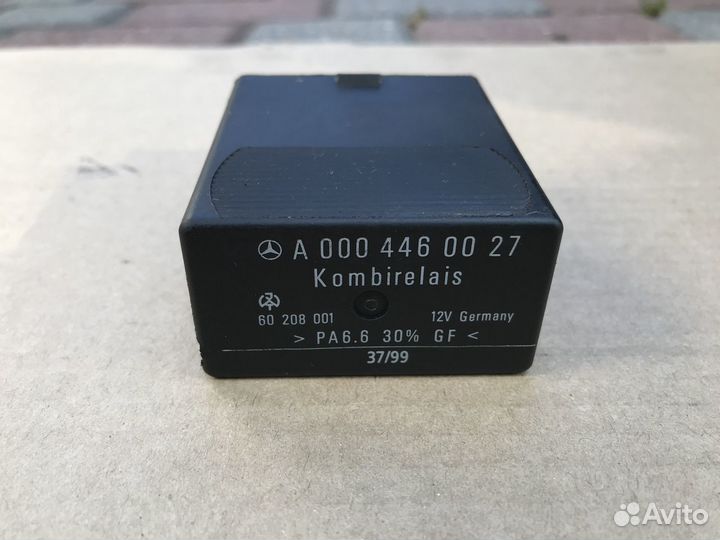 A 000 446 00 27
Kombirelais
60 208 001 12V Germany
> PA6.6 30% GF <
37/99
Avito